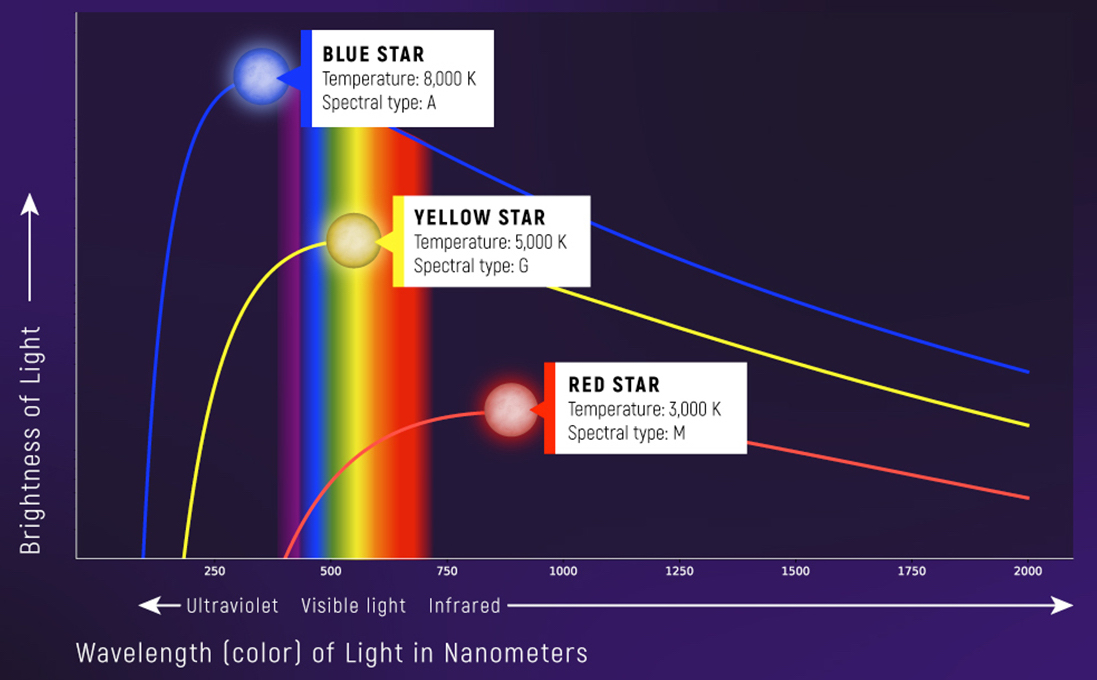 BLUE STAR
Temperature: 8,000 K
Spectral type: A
YELLOW STAR
Temperature: 5,000 K
Spectral type: G
RED STAR
Temperature: 3,000 K
Spectral type: M
Brightness of Light
250 500 750 1000 1250 1500 1750 2000
Ultraviolet Visible light Infrared
Wavelength (color) of Light in Nanometers